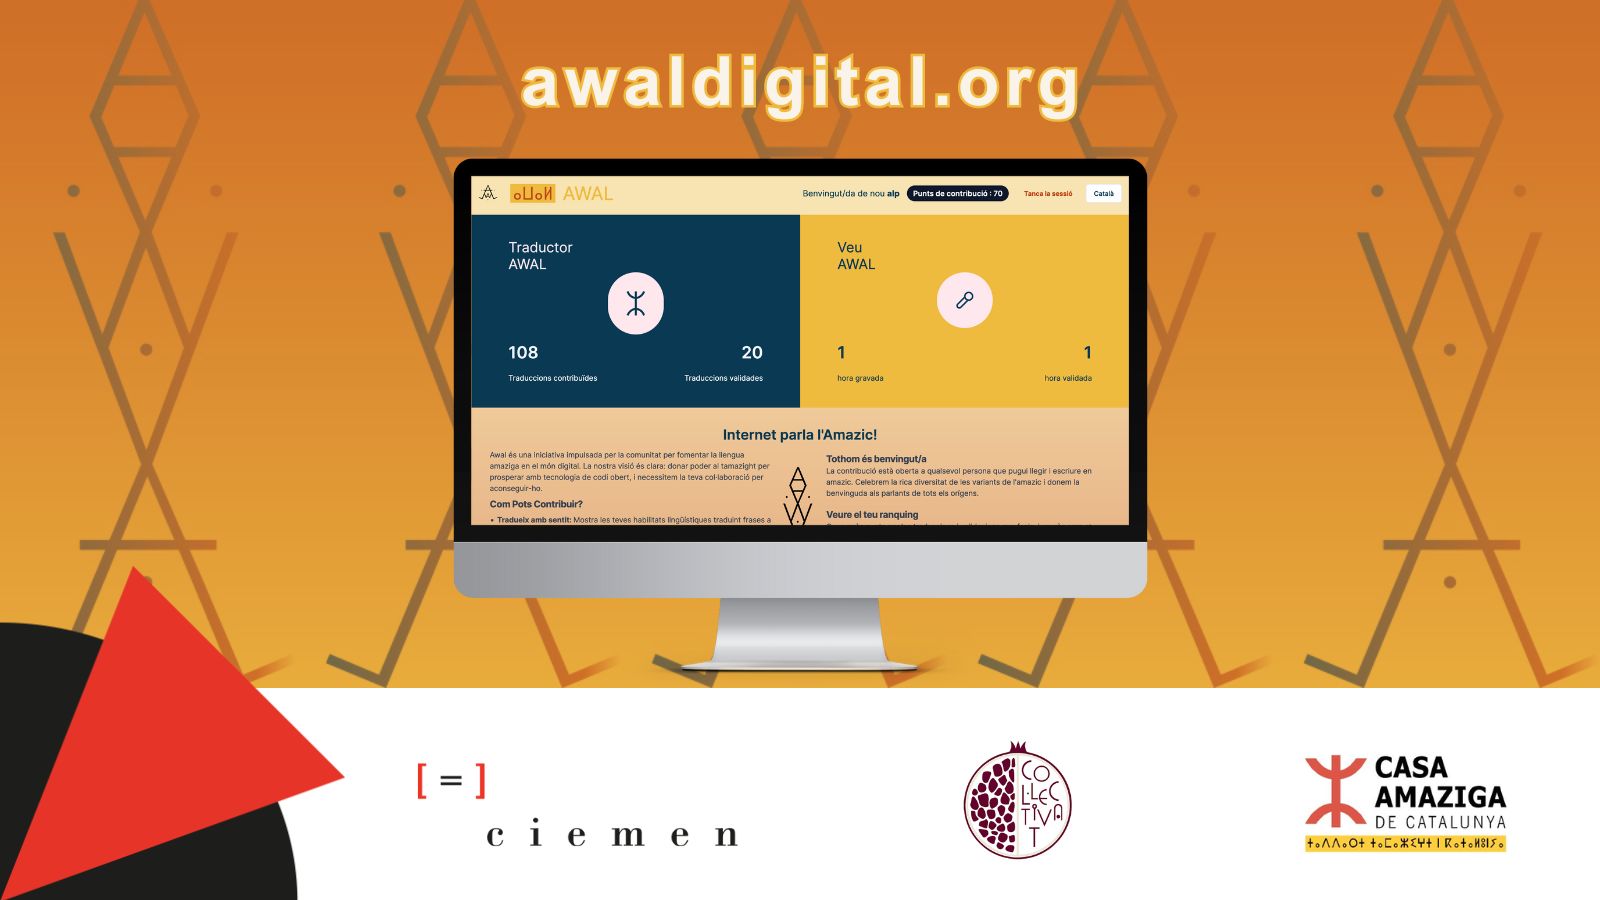 awaldigital.org
ⴰⵡⴰⵍ AWAL
Benvingut/da de nou alp
Punts de contribució : 70
Tanca la sessió
Català
Traductor
AWAL
108
20
Traduccions contribuïdes
Traduccions validades
Veu
AWAL
1
1
hora gravada
hora validada
Internet parla l'Amazic!
Awal és una iniciativa impulsada per la comunitat per fomentar la llengua
amaziga en el món digital. La nostra visió és clara: donar poder al tamazight per
prosperar amb tecnologia de codi obert, i necessitem la teva col·laboració per
aconseguir-ho.
Com Pots Contribuir?
• Tradueix amb sentit: Mostra les teves habilitats lingüístiques traduint frases a
Tothom és benvingut/a
La contribució està oberta a qualsevol persona que pugui llegir i escriure en
amazic. Celebrem la rica diversitat de les variants de l'amazic i donem la
benvinguda als parlants de tots els orígens.
Veure el teu ranquing
[ = ]
ciemen
CO
L·LEC
TIVA
T
CASA
AMAZIGA
DE CATALUNYA
ⵜⴰⴷⴷⴰⵔⵜ ⵜⴰⵎⴰⵣⵉⵖⵜ ⵏ ⴽⴰⵜⴰⵍⵓⵏⵢⴰ